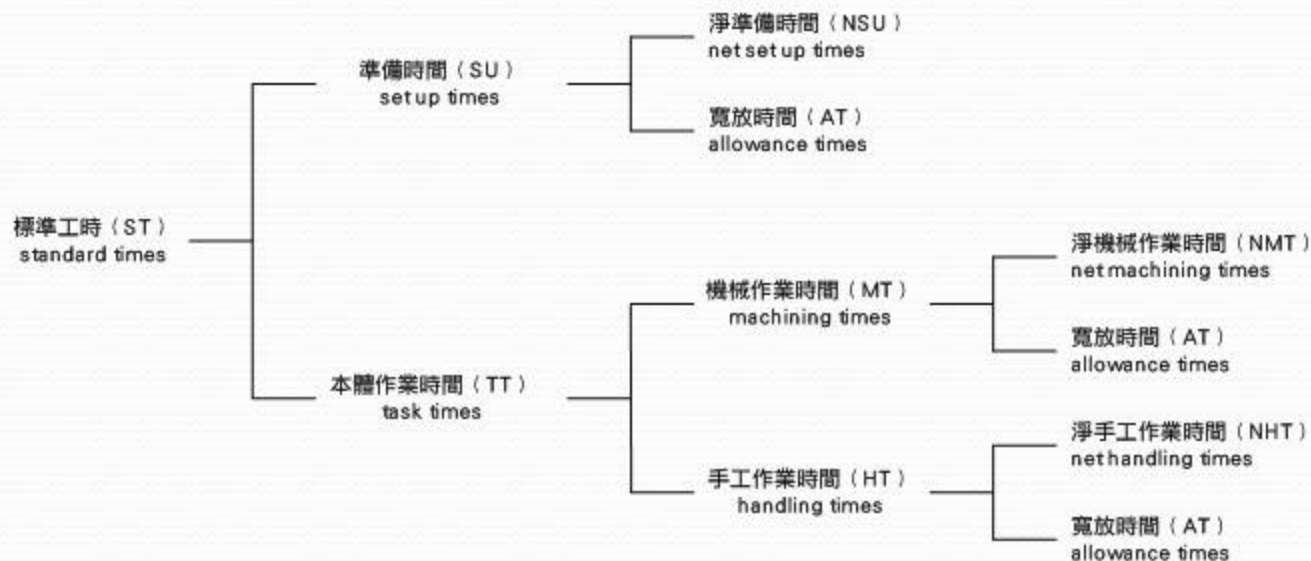 淨準備時間（NSU）
net set up times
準備時間（SU）
set up times
寬放時間（AT）
allowance times
標準工時（ST）
standard times
淨機械作業時間（NMT）
net machining times
機械作業時間（MT）
machining times
寬放時間（AT）
allowance times
本體作業時間（TT）
task times
淨手工作業時間（NHT）
net handling times
手工作業時間（HT）
handling times
寬放時間（AT）
allowance times